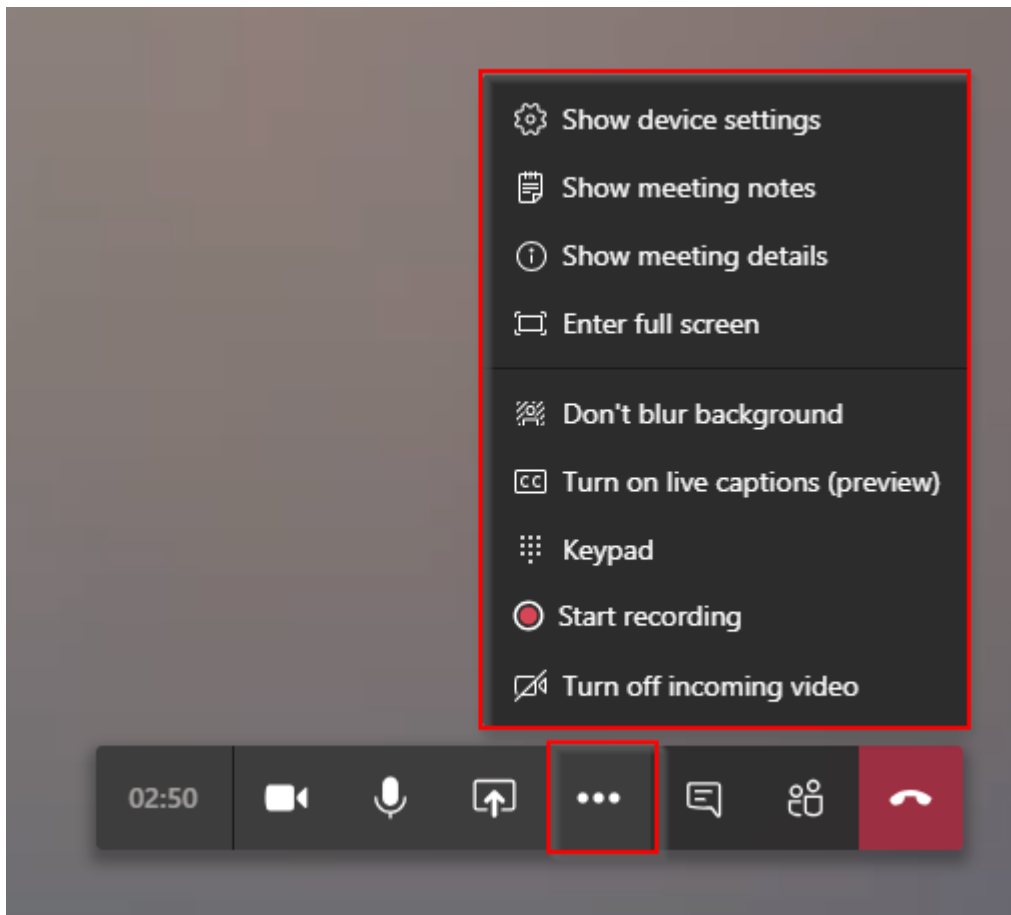 Show device settings
Show meeting notes
Show meeting details
Enter full screen
Don't blur background
CC Turn on live captions (preview)
Keypad
Start recording
Turn off incoming video
02:50